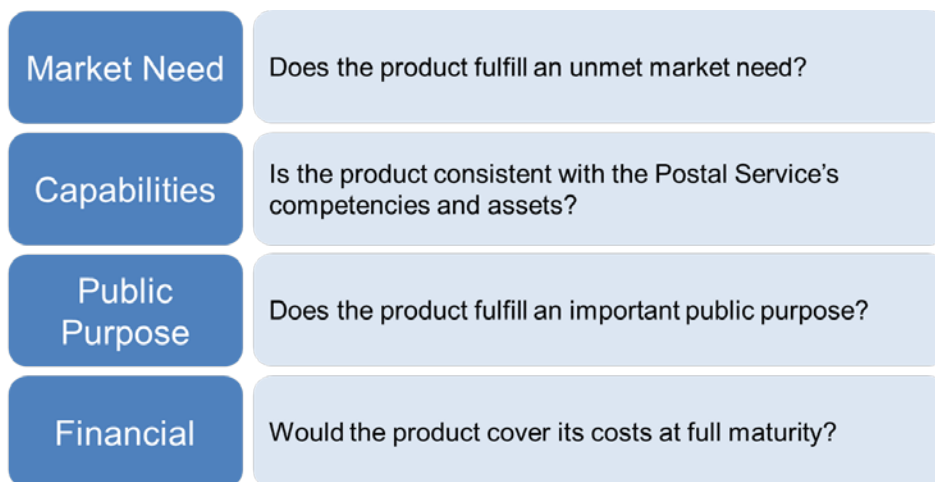 Market Need
Does the product fulfill an unmet market need?
Capabilities
Is the product consistent with the Postal Service’s
competencies and assets?
Public
Purpose
Does the product fulfill an important public purpose?
Financial
Would the product cover its costs at full maturity?